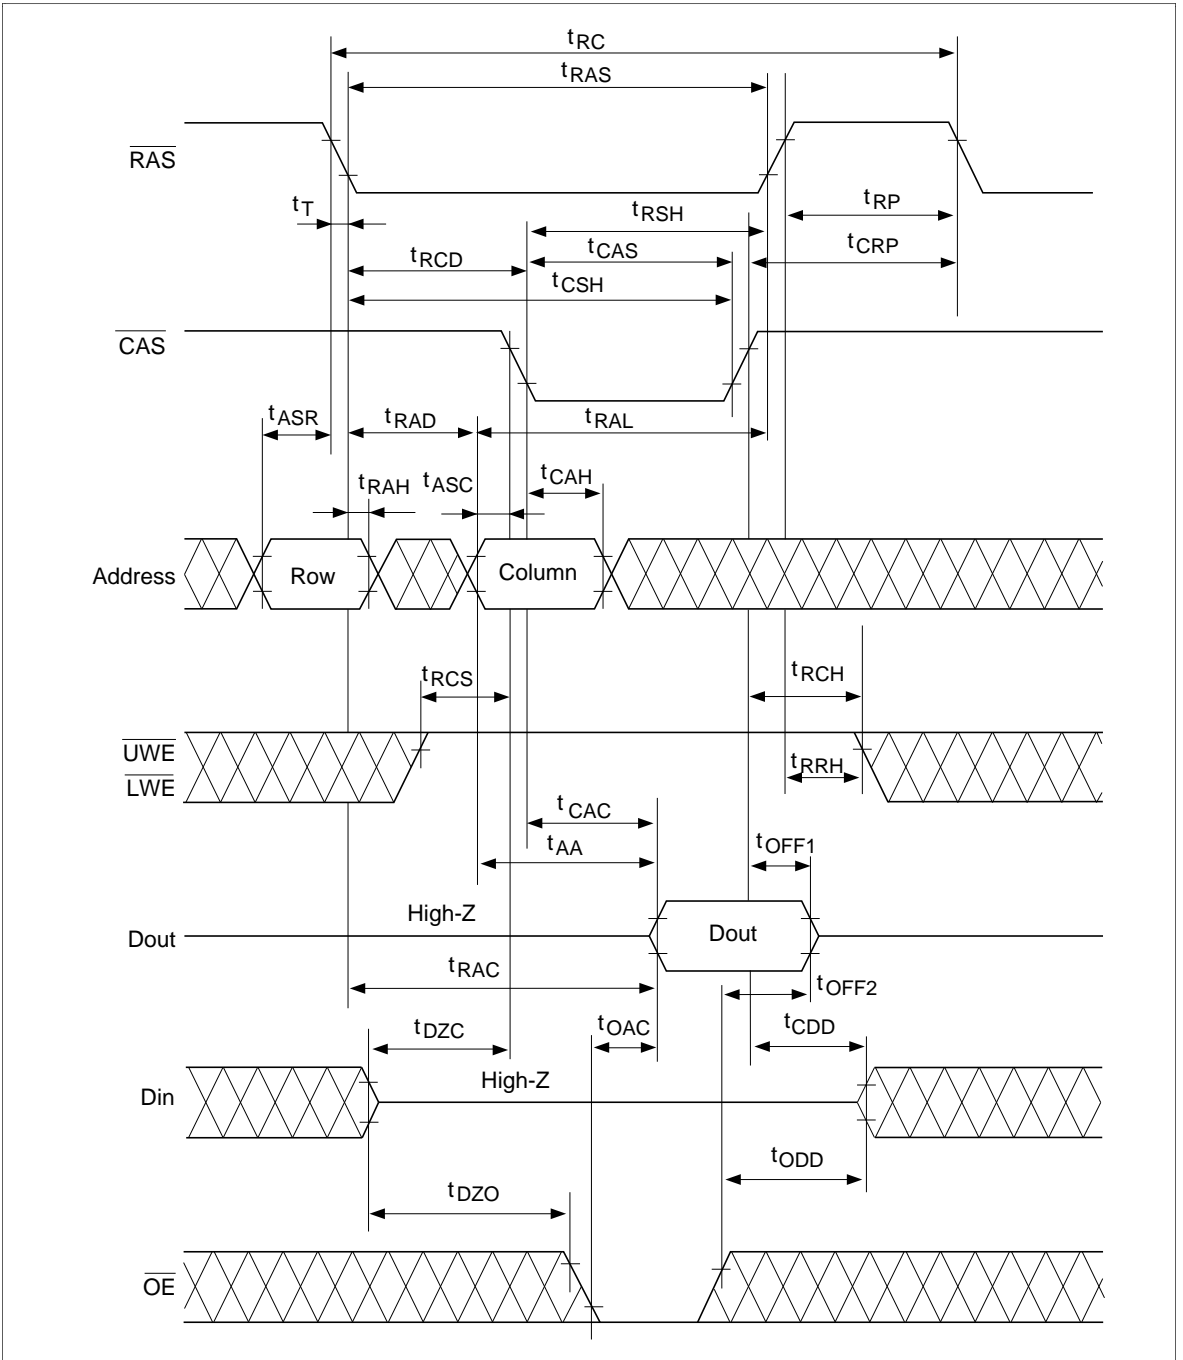 tRC
tRAS
RAS
tT
tRSH
tRP
tRCD
tCAS
tCRP
tCSH
CAS
tASR
tRAD
tRAL
tRAH
tASC
tCAH
Address
Row
Column
tRCS
tRCH
UWE
LWE
tRRH
tCAC
tAA
tOFF1
High-Z
Dout
Dout
tRAC
tOFF2
tDZC
tOAC
tCDD
High-Z
Din
tODD
tDZO
OE